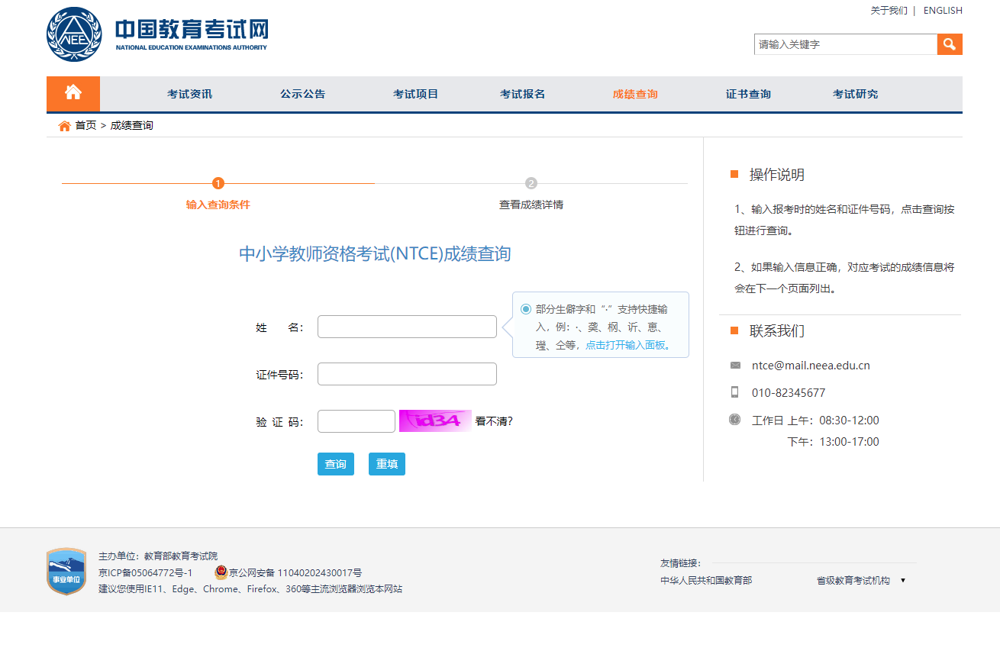 关于我们 | ENGLISH
中国教育考试网
NATIONAL EDUCATION EXAMINATIONS AUTHORITY
NEE
请输入关键字
考试资讯 公示公告 考试项目 考试报名 成绩查询 证书查询 考试研究
首页 > 成绩查询
1
2
输入查询条件
查看成绩详情
中小学教师资格考试(NTCE)成绩查询
姓 名：
部分生僻字和“·”支持快捷输
入，例：·、䶮、㭎、䜣、恵、
瑆、仝等，点击打开输入面板。
证件号码：
验 证 码：
id34
看不清?
查询 重填
操作说明
1、输入报考时的姓名和证件号码，点击查询按
钮进行查询。
2、如果输入信息正确，对应考试的成绩信息将
会在下一个页面列出。
联系我们
ntce@mail.neea.edu.cn
010-82345677
工作日 上午：08:30-12:00
下午：13:00-17:00
事业单位
主办单位：教育部教育考试院
京ICP备05064772号-1 京公网安备 11040202430017号
建议您使用IE11、Edge、Chrome、Firefox、360等主流浏览器浏览本网站
友情链接：
中华人民共和国教育部 省级教育考试机构 ▼